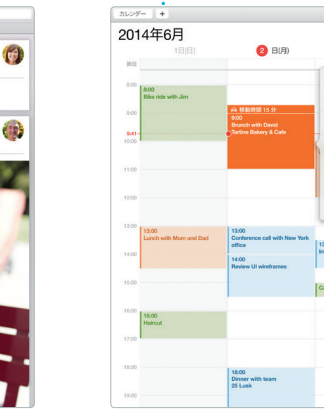 カレンダー +
2014年6月
1日(日)
2 日(月)
終日
8:00
8:00
Bike ride with Jim
移動時間 15 分
9:00
9:00
Brunch with David
Tartine Bakery & Cafe
9:41
10:00
11:00
12:00
13:00
13:00
Lunch with Mom and Dad
13:00
Conference call with New York
office
14:00
14:00
Review UI wireframes
15:00
16:00
16:00
Haircut
17:00
18:00
18:00
Dinner with team
25 Lusk
19:00